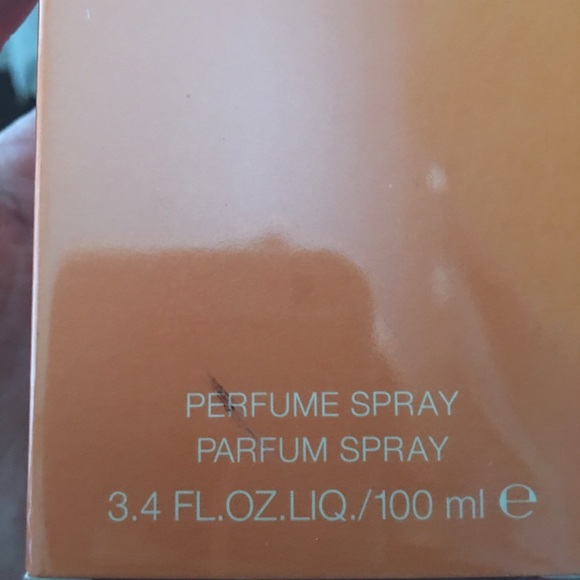 PERFUME SPRAY
PARFUM SPRAY
3.4 FL.OZ.LIQ./100 ml ℮